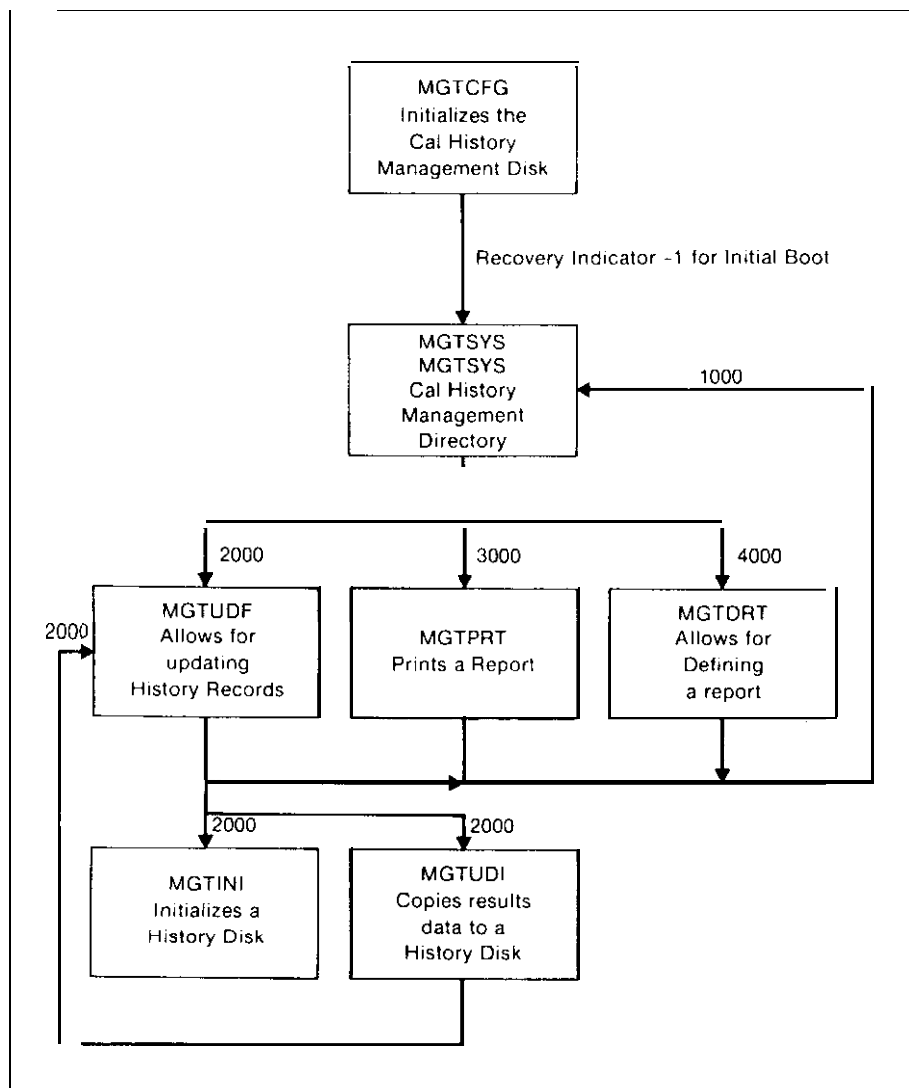 MGTCFG
Initializes the
Cal History
Management Disk
Recovery Indicator -1 for Initial Boot
MGTSYS
MGTSYS
Cal History
Management
Directory
1000
2000
3000
4000
2000
MGTUDF
Allows for
updating
History Records
MGTPRT
Prints a Report
MGTDRT
Allows for
Defining
a report
2000
2000
MGTINI
Initializes a
History Disk
MGTUDI
Copies results
data to a
History Disk